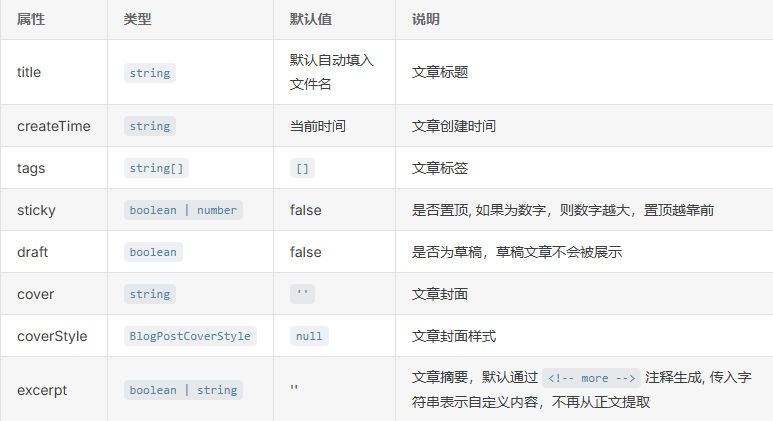 属性 类型 默认值 说明
title string 默认自动填入 文章标题
文件名
createTime string 当前时间 文章创建时间
tags string[] [] 文章标签
sticky boolean | number false 是否置顶, 如果为数字，则数字越大，置顶越靠前
draft boolean false 是否为草稿，草稿文章不会被展示
cover string '' 文章封面
coverStyle BlogPostCoverStyle null 文章封面样式
excerpt boolean | string '' 文章摘要，默认通过 <!-- more --> 注释生成, 传入字
符串表示自定义内容，不再从正文提取